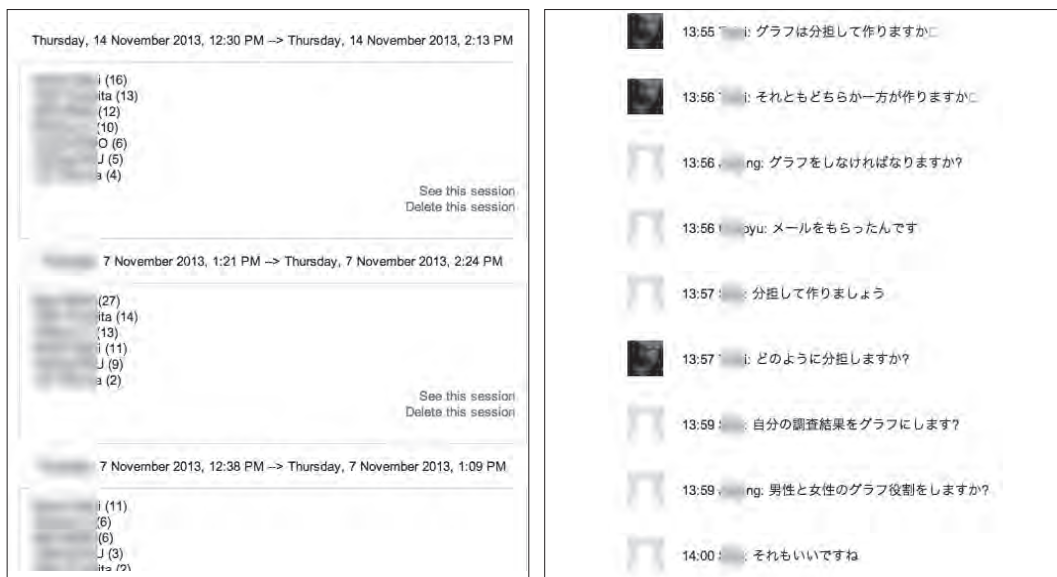 Thursday, 14 November 2013, 12:30 PM --> Thursday, 14 November 2013, 2:13 PM
i (16)
ita (13)
(12)
(10)
O (6)
U (5)
a (4)
See this session
Delete this session
7 November 2013, 1:21 PM --> Thursday, 7 November 2013, 2:24 PM
(27)
ita (14)
(13)
i (11)
U (9)
a (2)
See this session
Delete this session
7 November 2013, 12:38 PM --> Thursday, 7 November 2013, 1:09 PM
i (11)
(6)
(6)
U (3)
ita (2)
13:55 i: グラフは分担して作りますか□
13:56 i: それともどちらか一方が作りますか□
13:56 ng: グラフをしなければなりますか?
13:56 oyu: メールをもらったんです
13:57 : 分担して作りましょう
13:57 i: どのように分担しますか?
13:59 : 自分の調査結果をグラフにします?
13:59 ng: 男性と女性のグラフ役割をしますか?
14:00 : それもいいですね